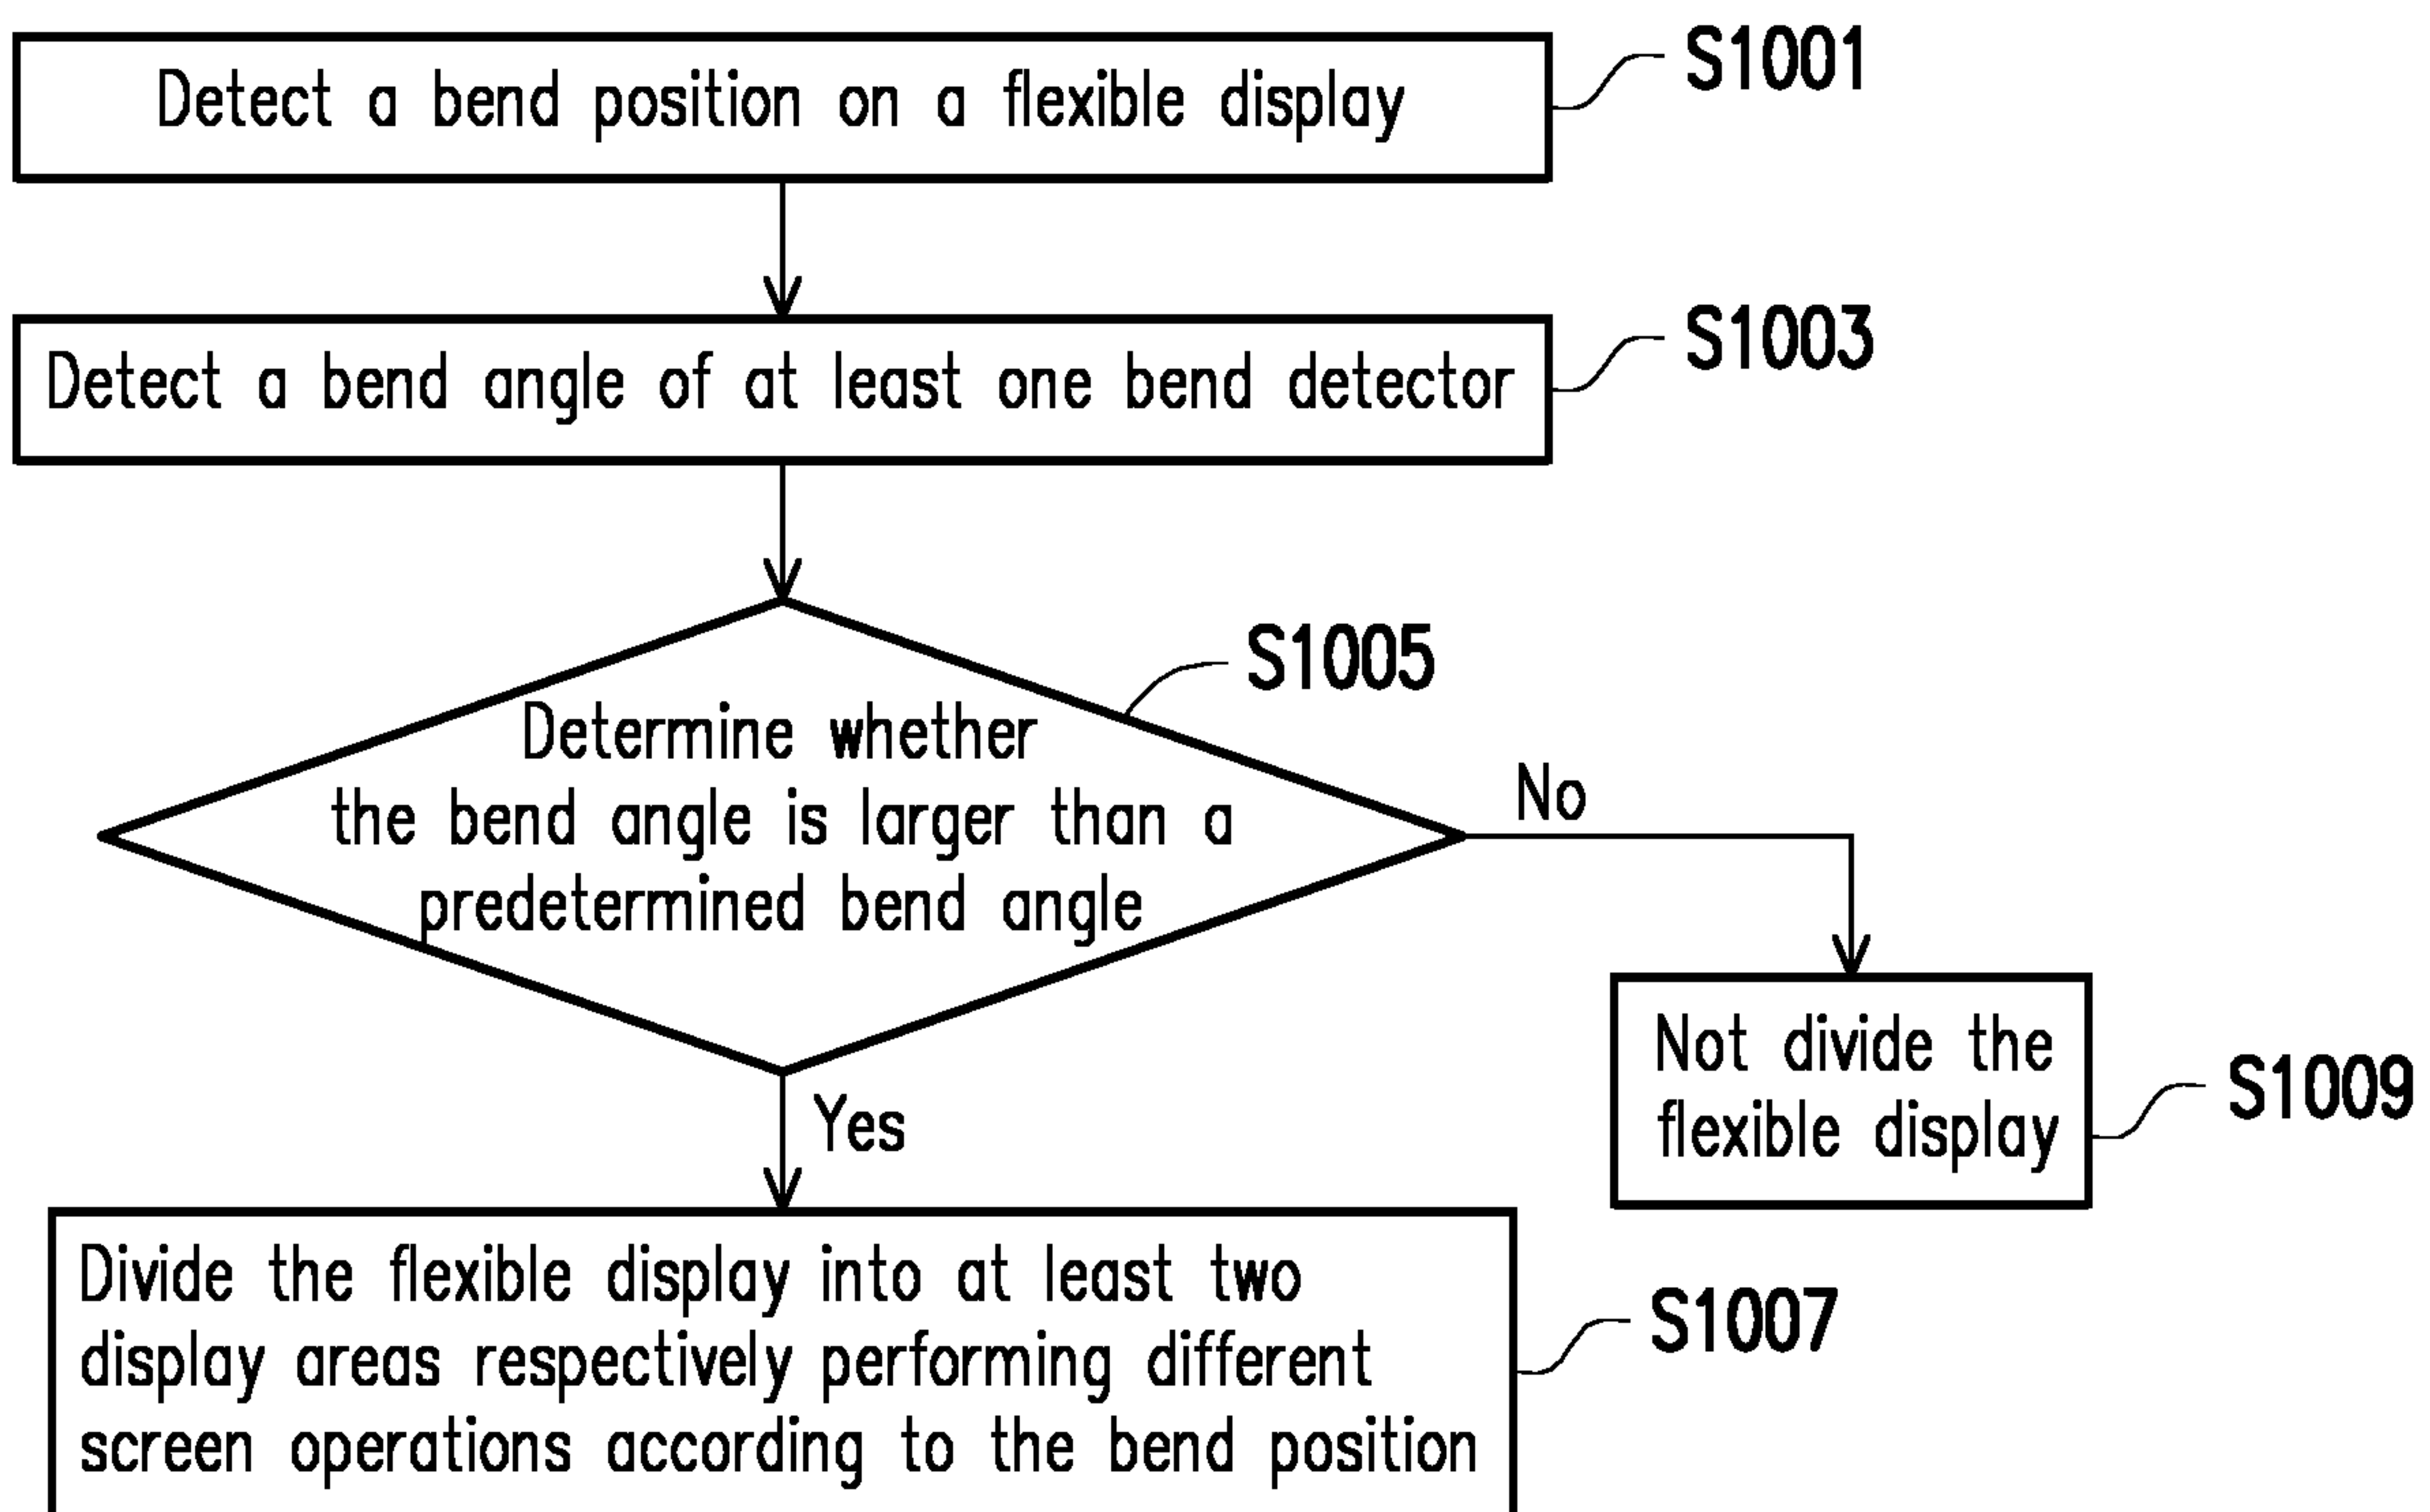 Detect a bend position on a flexible display
S1001
Detect a bend angle of at least one bend detector
S1003
S1005
Determine whether
the bend angle is larger than a
predetermined bend angle
No
Not divide the
flexible display
S1009
Yes
Divide the flexible display into at least two
display areas respectively performing different
screen operations according to the bend position
S1007